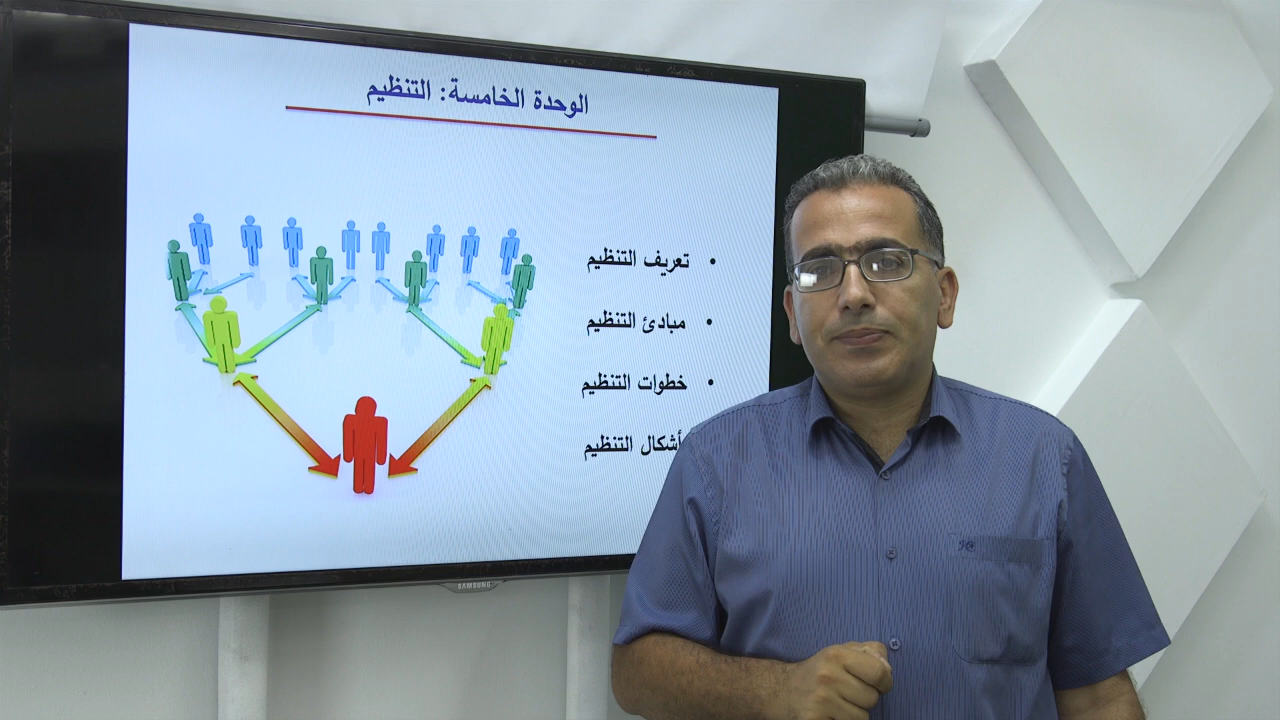 الوحدة الخامسة: التنظيم
• تعريف التنظيم
• مبادئ التنظيم
• خطوات التنظيم
أشكال التنظيم
SAMSUNG